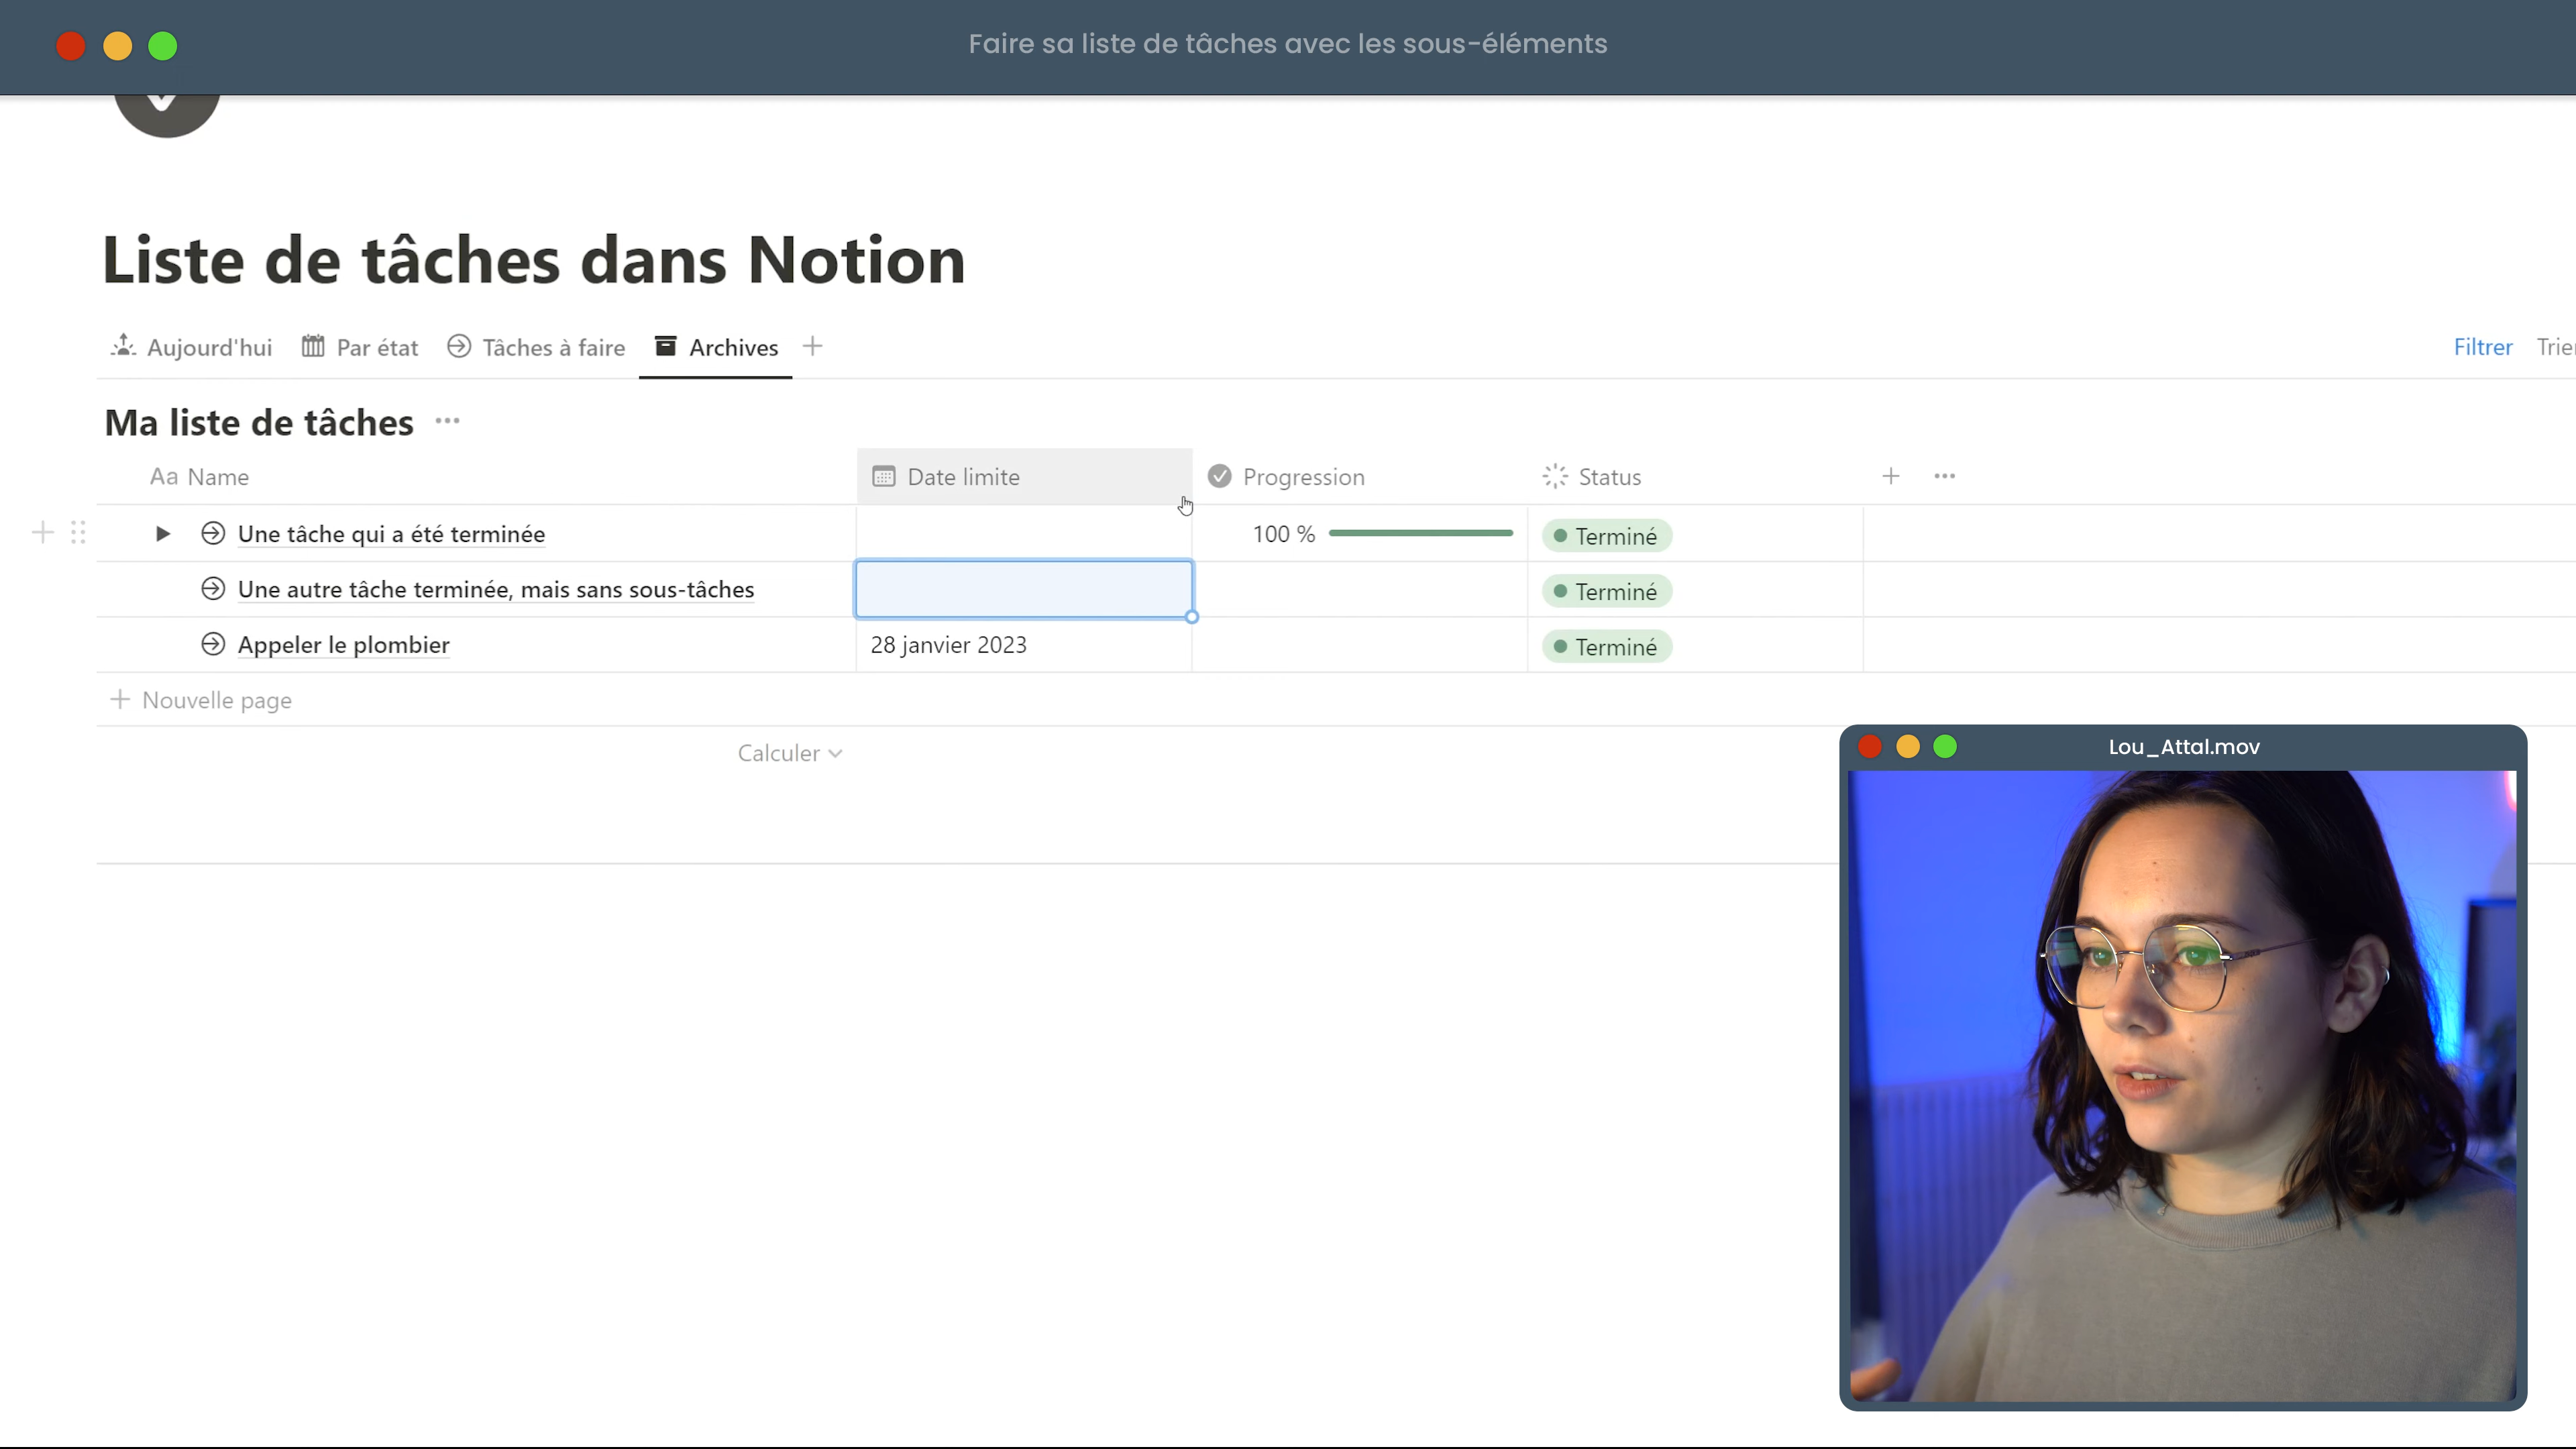 Faire sa liste de tâches avec les sous-éléments
Liste de tâches dans Notion
Aujourd'hui Par état Tâches à faire Archives + Filtrer Trier
Ma liste de tâches ...
Aa Name Date limite Progression Status + ...
Une tâche qui a été terminée 100 % Terminé
Une autre tâche terminée, mais sans sous-tâches Terminé
Appeler le plombier 28 janvier 2023 Terminé
+ Nouvelle page
Calculer
Lou_Attal.mov